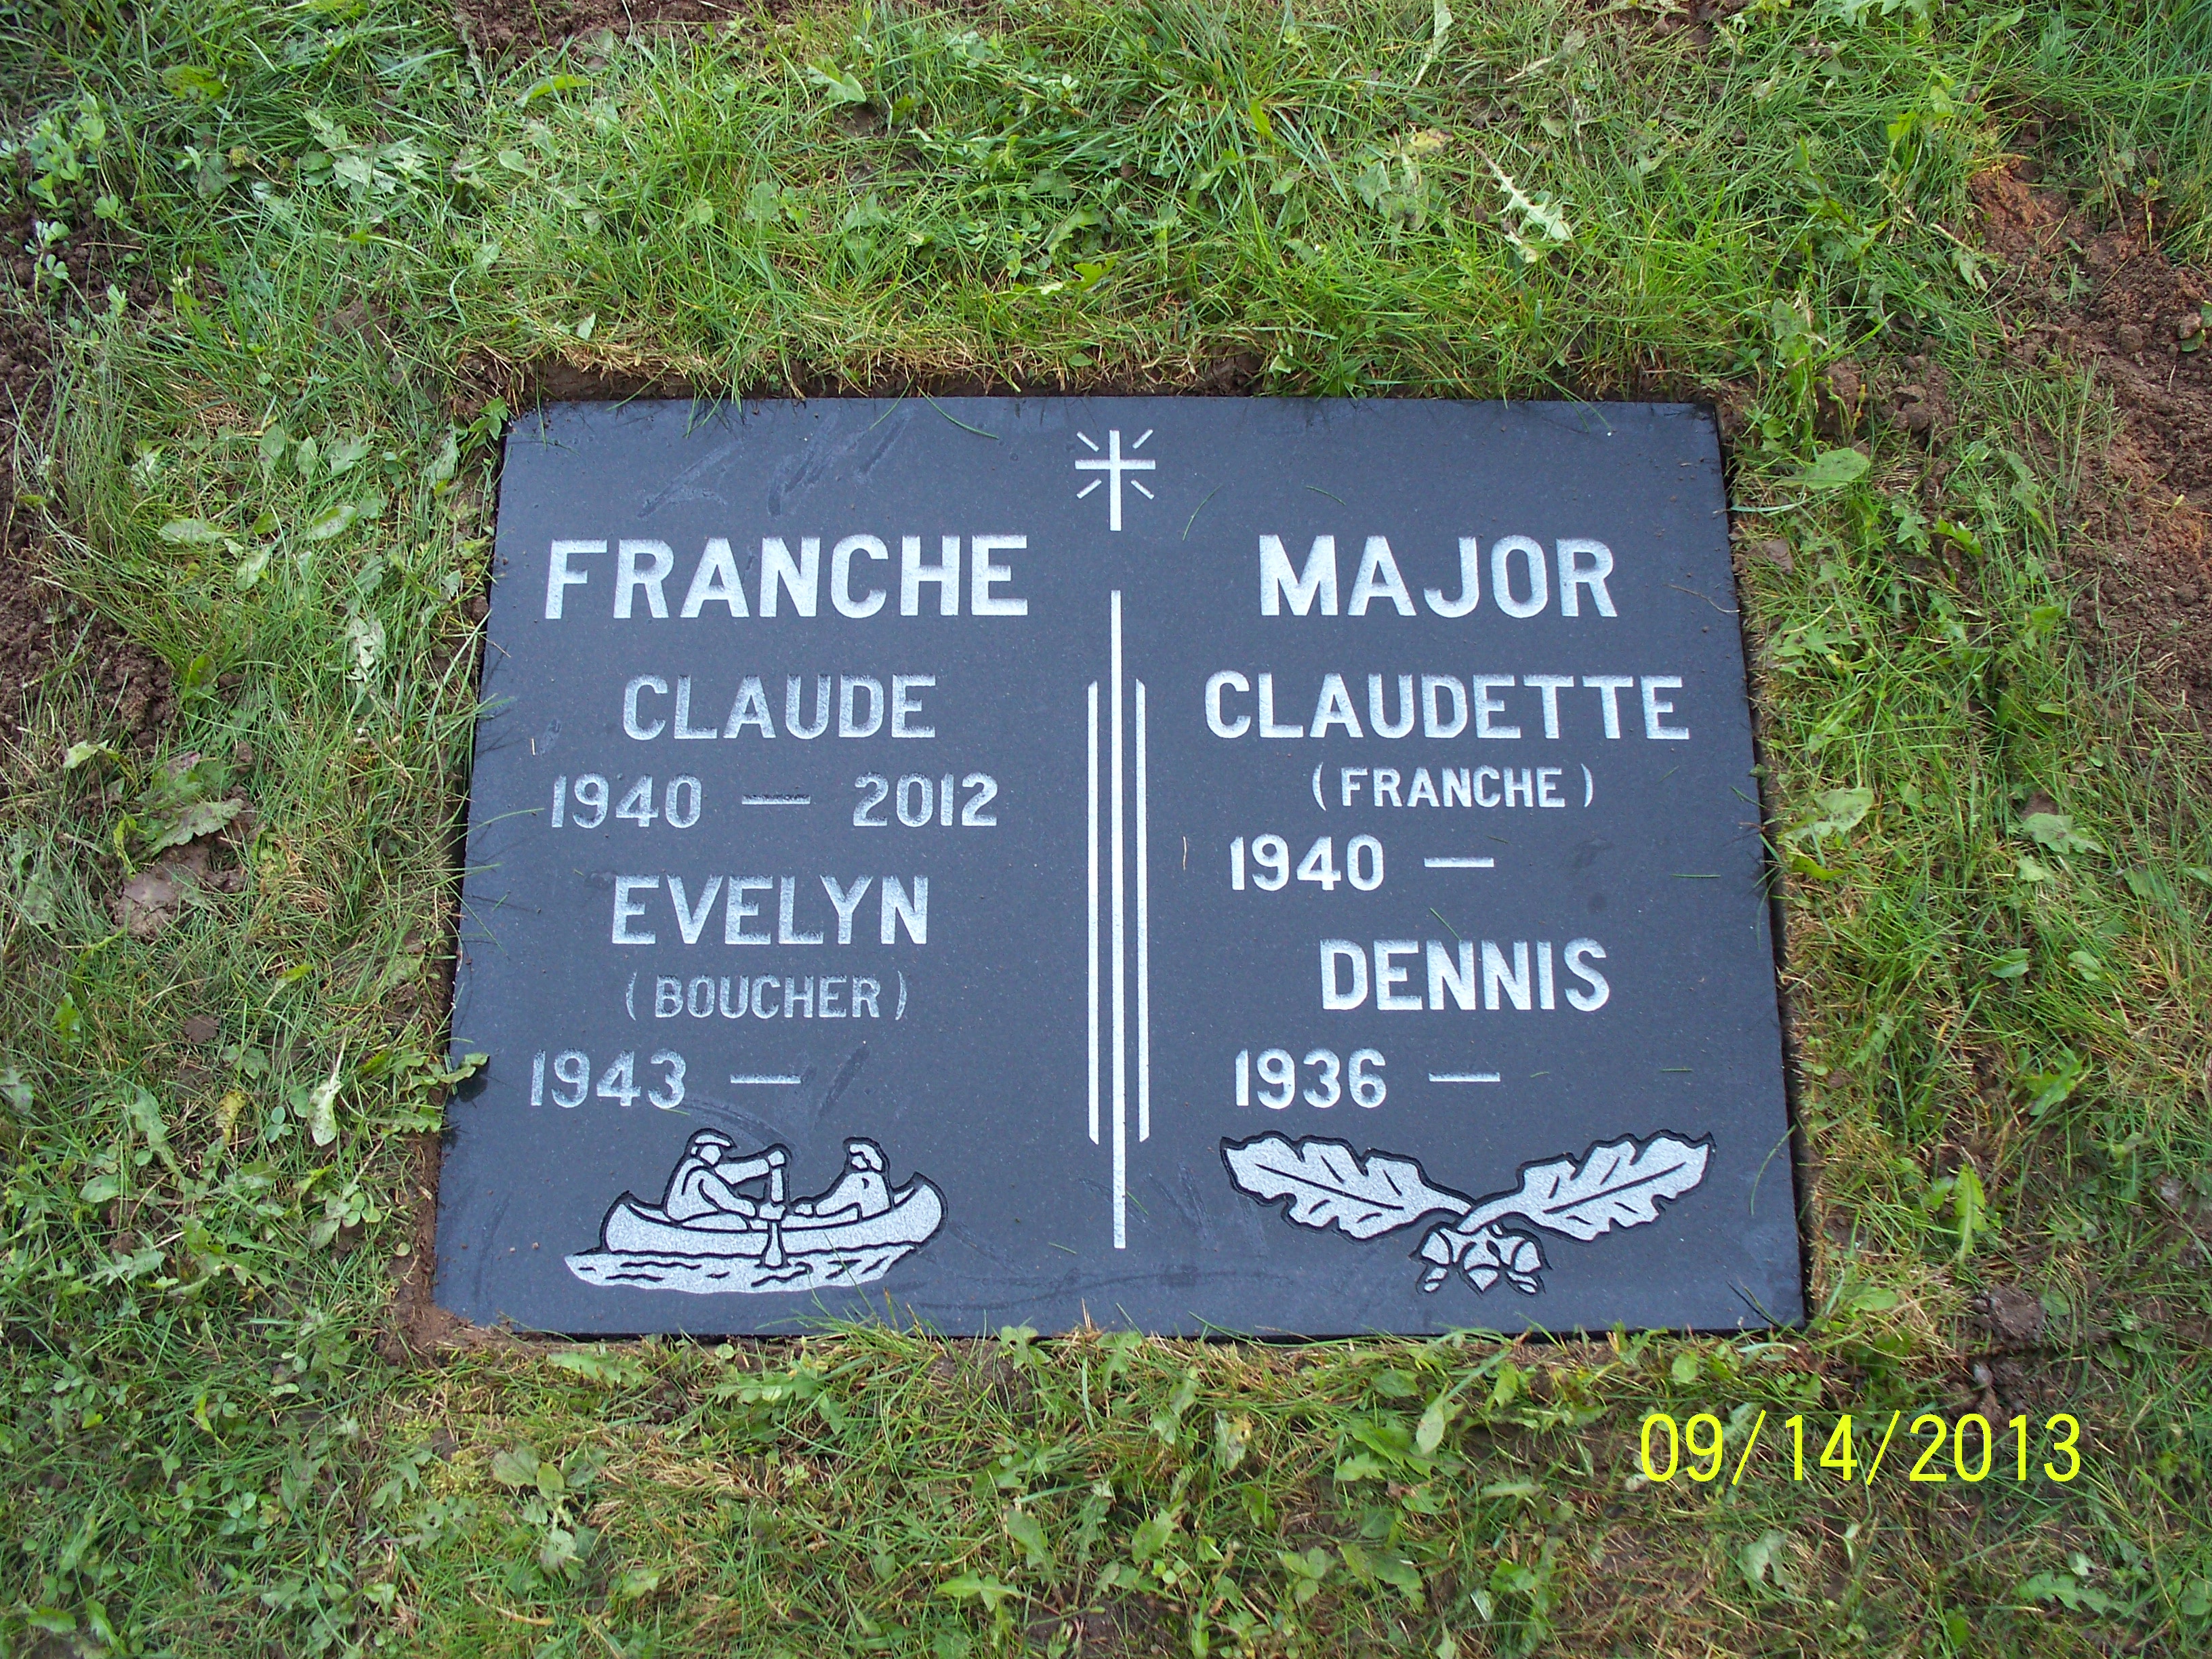 FRANCHE
CLAUDE
1940 — 2012
EVELYN
(BOUCHER)
1943 —
MAJOR
CLAUDETTE
(FRANCHE)
1940 —
DENNIS
1936 —
09/14/2013